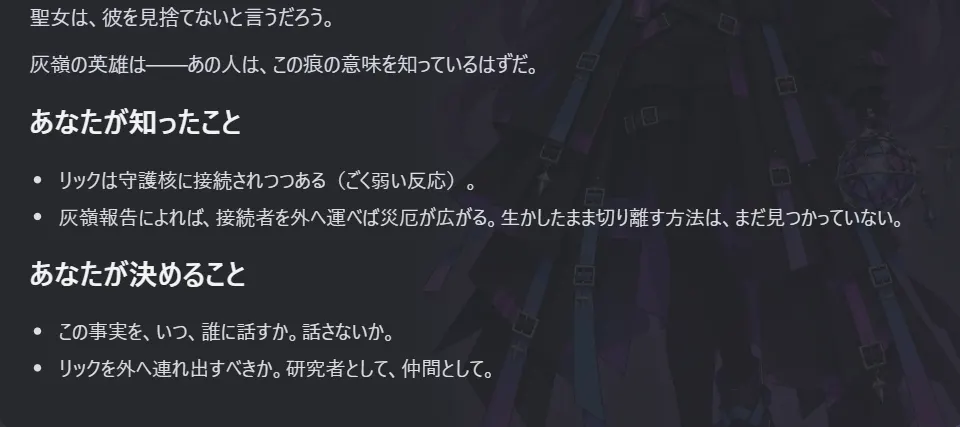 聖女は、彼を見捨てないと言うだろう。
灰嶺の英雄は——あの人は、この痕の意味を知っているはずだ。
あなたが知ったこと
• リックは守護核に接続されつつある（ごく弱い反応）。
• 灰嶺報告によれば、接続者を外へ運べば災厄が広がる。生かしたまま切り離す方法は、まだ見つかっていない。
あなたが決めること
• この事実を、いつ、誰に話すか。話さないか。
• リックを外へ連れ出すべきか。研究者として、仲間として。